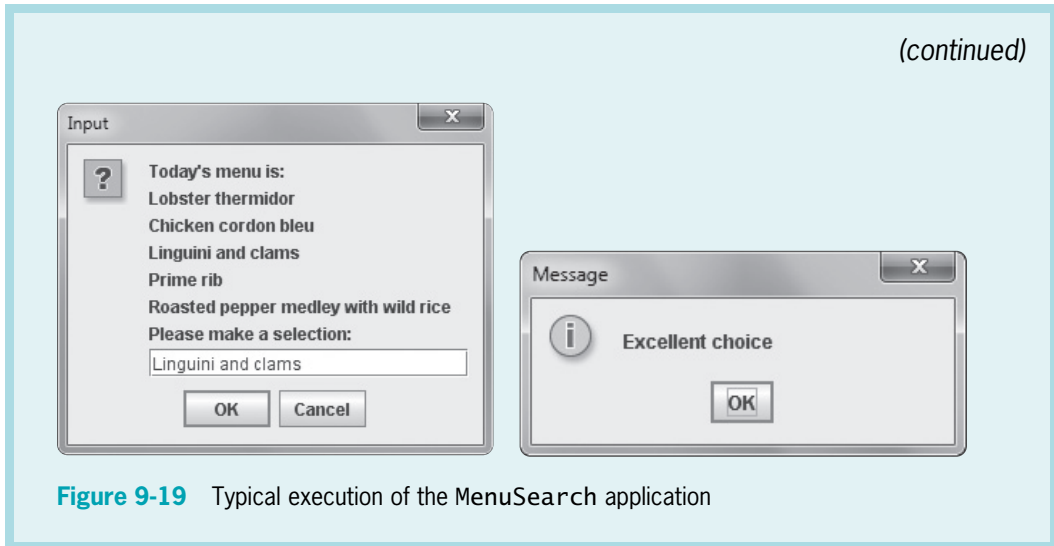 (continued)
Input
x
?
Today's menu is:
Lobster thermidor
Chicken cordon bleu
Linguini and clams
Prime rib
Roasted pepper medley with wild rice
Please make a selection:
Linguini and clams
OK Cancel
Message
x
i
Excellent choice
OK
Figure 9-19 Typical execution of the MenuSearch application